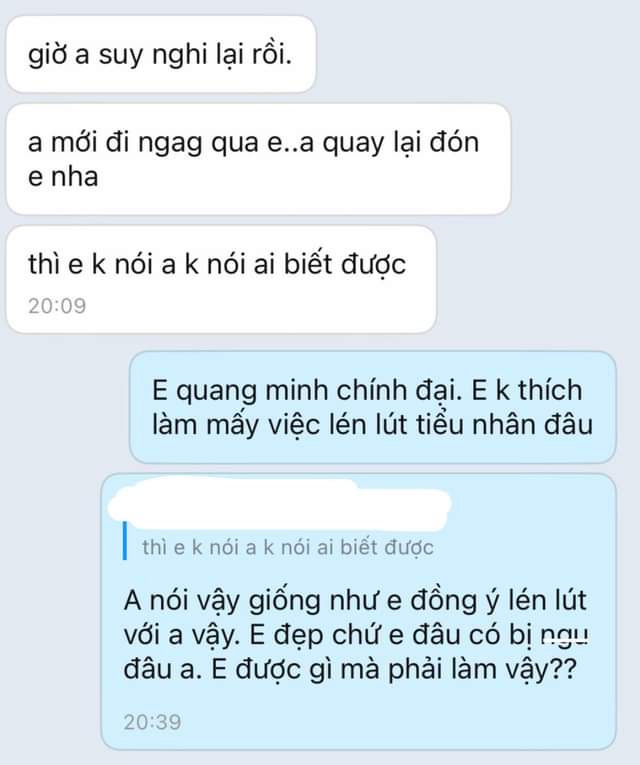 giờ a suy nghi lại rồi.
a mới đi ngag qua e..a quay lại đón
e nha
thì e k nói a k nói ai biết được
20:09
E quang minh chính đại. E k thích
làm mấy việc lén lút tiểu nhân đâu
thì e k nói a k nói ai biết được
A nói vậy giống như e đồng ý lén lút
với a vậy. E đẹp chứ e đâu có bị ngu
đâu a. E được gì mà phải làm vậy??
20:39